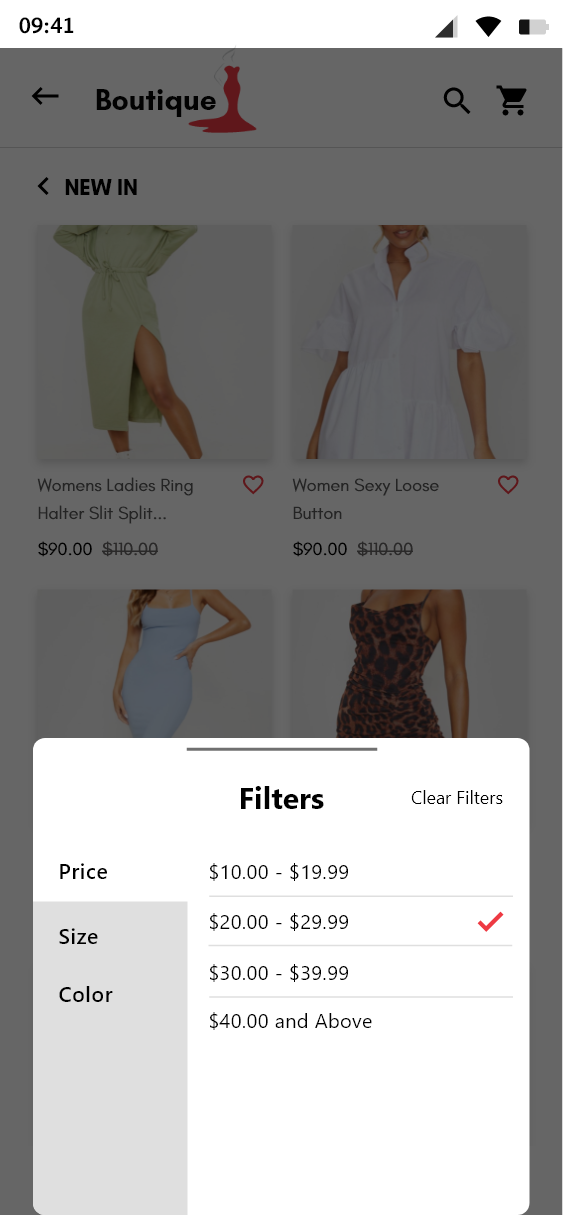 09:41
Boutique
NEW IN
Womens Ladies Ring
Halter Slit Split...
$90.00 $110.00
Women Sexy Loose
Button
$90.00 $110.00
Filters
Clear Filters
Price
Size
Color
$10.00 - $19.99
$20.00 - $29.99
$30.00 - $39.99
$40.00 and Above